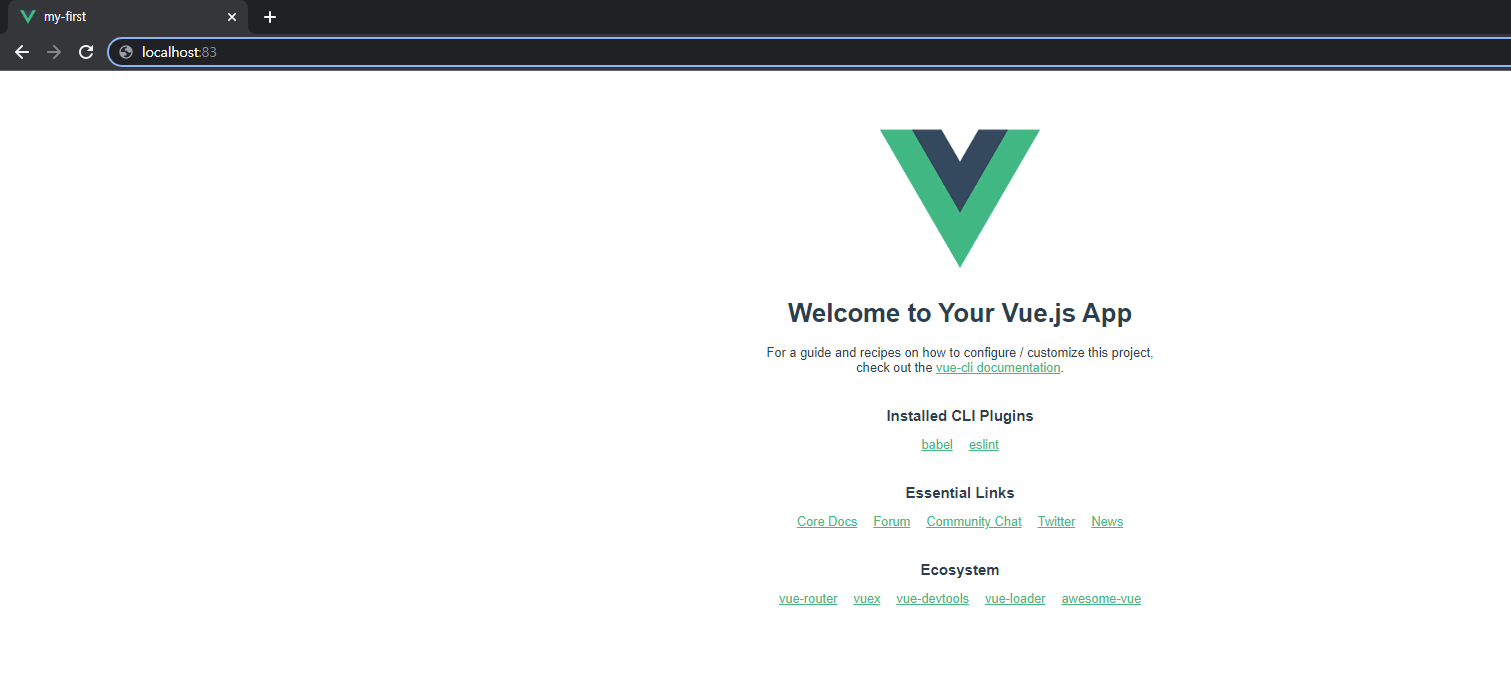 my-first
localhost:83
Welcome to Your Vue.js App
For a guide and recipes on how to configure / customize this project,
check out the vue-cli documentation.
Installed CLI Plugins
babel eslint
Essential Links
Core Docs Forum Community Chat Twitter News
Ecosystem
vue-router vuex vue-devtools vue-loader awesome-vue